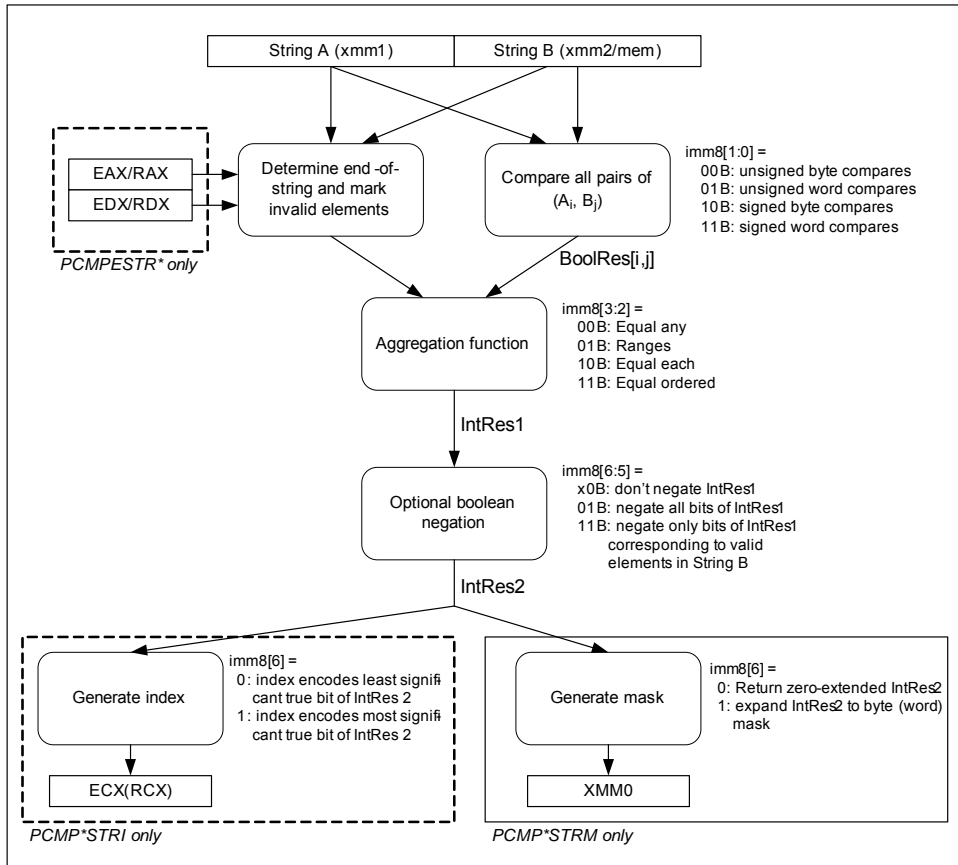 String A (xmm1)
String B (xmm2/mem)
EAX/RAX
EDX/RDX
PCMPESTR* only
Determine end -of-
string and mark
invalid elements
Compare all pairs of
(Ai, Bj)
imm8[1:0] =
00B: unsigned byte compares
01B: unsigned word compares
10B: signed byte compares
11B: signed word compares
BoolRes[i,j]
Aggregation function
imm8[3:2] =
00B: Equal any
01B: Ranges
10B: Equal each
11B: Equal ordered
IntRes1
Optional boolean
negation
imm8[6:5] =
x0B: don't negate IntRes1
01B: negate all bits of IntRes1
11B: negate only bits of IntRes1
corresponding to valid
elements in String B
IntRes2
Generate index
imm8[6] =
0: index encodes least signifi-
cant true bit of IntRes 2
1: index encodes most signifi-
cant true bit of IntRes 2
ECX(RCX)
PCMP*STRI only
Generate mask
imm8[6] =
0: Return zero-extended IntRes2
1: expand IntRes2 to byte (word)
mask
XMM0
PCMP*STRM only